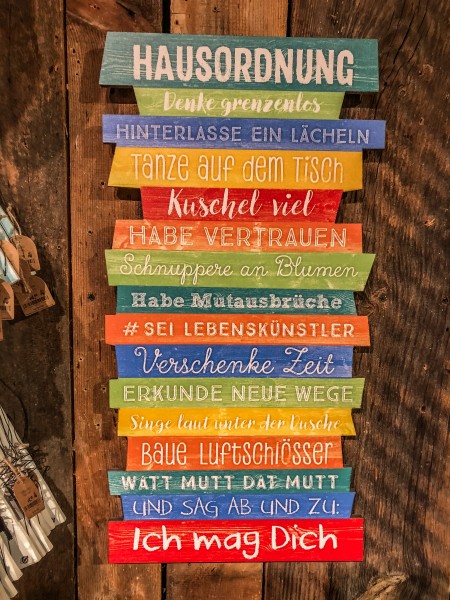 HAUSORDNUNG
Denke grenzenlos
HINTERLASSE EIN LÄCHELN
TANZE AUF DEM TISCH
Kuschel viel
HABE VERTRAUEN
Schnuppere an Blumen
Habe Mutausbrüche
# SEI LEBENSKÜNSTLER
Verschenke Zeit
ERKUNDE NEUE WEGE
Singe laut unter der Dusche
BAUE LUFTSCHLÖSSER
WATT MUTT DAT MUTT
UND SAG AB UND ZU:
Ich mag Dich